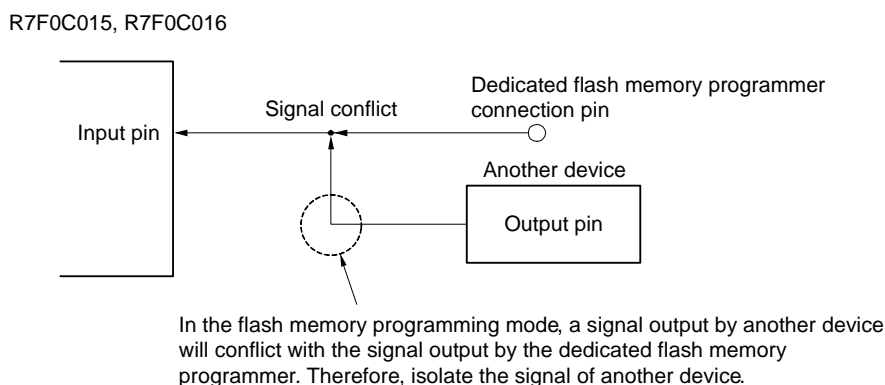 R7F0C015, R7F0C016
Dedicated flash memory programmer
connection pin
Signal conflict
Input pin
Another device
Output pin
In the flash memory programming mode, a signal output by another device
will conflict with the signal output by the dedicated flash memory
programmer. Therefore, isolate the signal of another device.